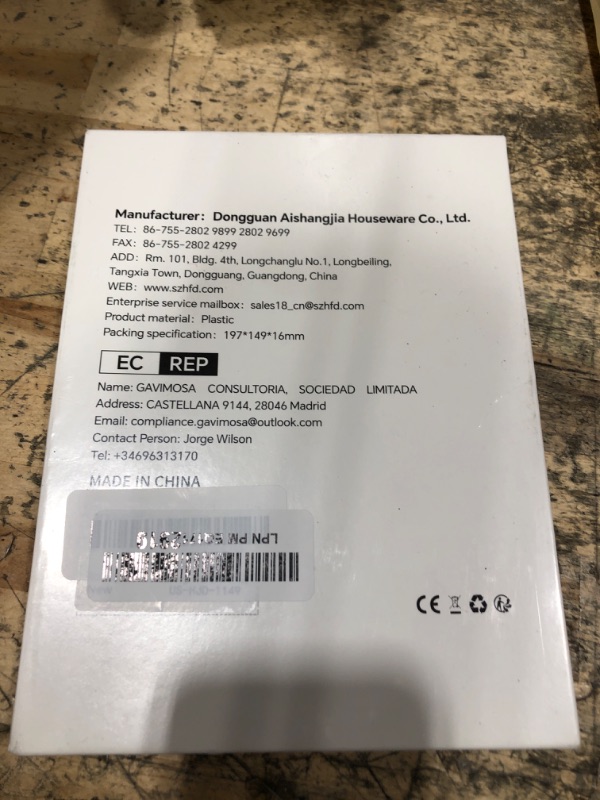 Manufacturer: Dongguan Aishangjia Houseware Co., Ltd.
TEL: 86-755-2802 9899 2802 9699
FAX: 86-755-2802 4299
ADD: Rm. 101, Bldg. 4th, Longchanglu No.1, Longbeiling,
Tangxia Town, Dongguang, Guangdong, China
WEB: www.szhfd.com
Enterprise service mailbox: sales18_cn@szhfd.com
Product material: Plastic
Packing specification: 197*149*16mm
EC REP
Name: GAVIMOSA CONSULTORIA, SOCIEDAD LIMITADA
Address: CASTELLANA 9144, 28046 Madrid
Email: compliance.gavimosa@outlook.com
Contact Person: Jorge Wilson
Tel: +34696313170
MADE IN CHINA
LPN PM
CE